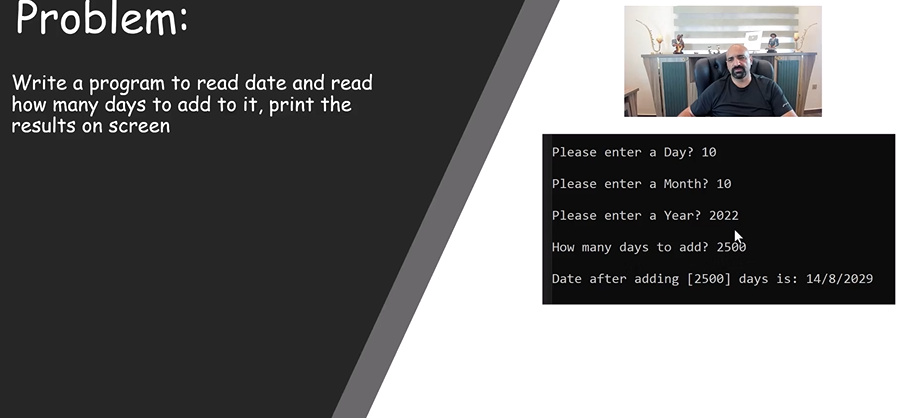 Problem:
Write a program to read date and read
how many days to add to it, print the
results on screen
Please enter a Day? 10
Please enter a Month? 10
Please enter a Year? 2022
How many days to add? 2500
Date after adding [2500] days is: 14/8/2029